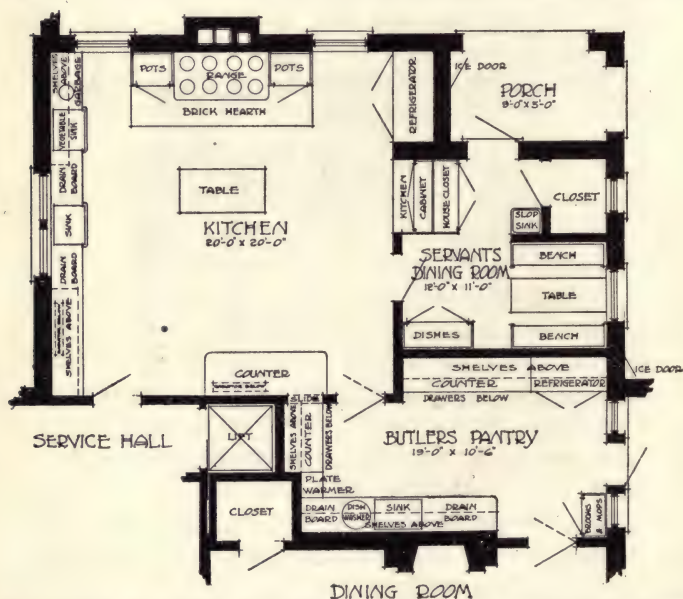 SHELVES
ABOVE
GARBAGE
POTS
RANGE
POTS
BRICK HEARTH
REFRIGERATOR
ICE DOOR
PORCH
9'-0" X 5'-0"
VEGETABLE
SINK
DRAIN
BOARD
SINK
DRAIN
BOARD
SHELVES ABOVE
TABLE
KITCHEN
20'-0" X 20'-0"
KITCHEN
CABINET
HOUSE CLOSET
CLOSET
SLOP
SINK
SERVANTS
DINING ROOM
12'-0" X 11'-0"
BENCH
TABLE
BENCH
DISHES
COUNTER
SHELVES ABOVE
COUNTER
REFRIGERATOR
DRAWERS BELOW
ICE DOOR
SERVICE HALL
LIFT
SLIDE
SHELVES ABOVE
COUNTER
DRAWERS BELOW
BUTLERS PANTRY
19'-0" X 10'-6"
PLATE
WARMER
CLOSET
DRAIN
BOARD
DISH
WASHER
SINK
DRAIN
BOARD
SHELVES ABOVE
BROOMS
& MOPS
DINING ROOM